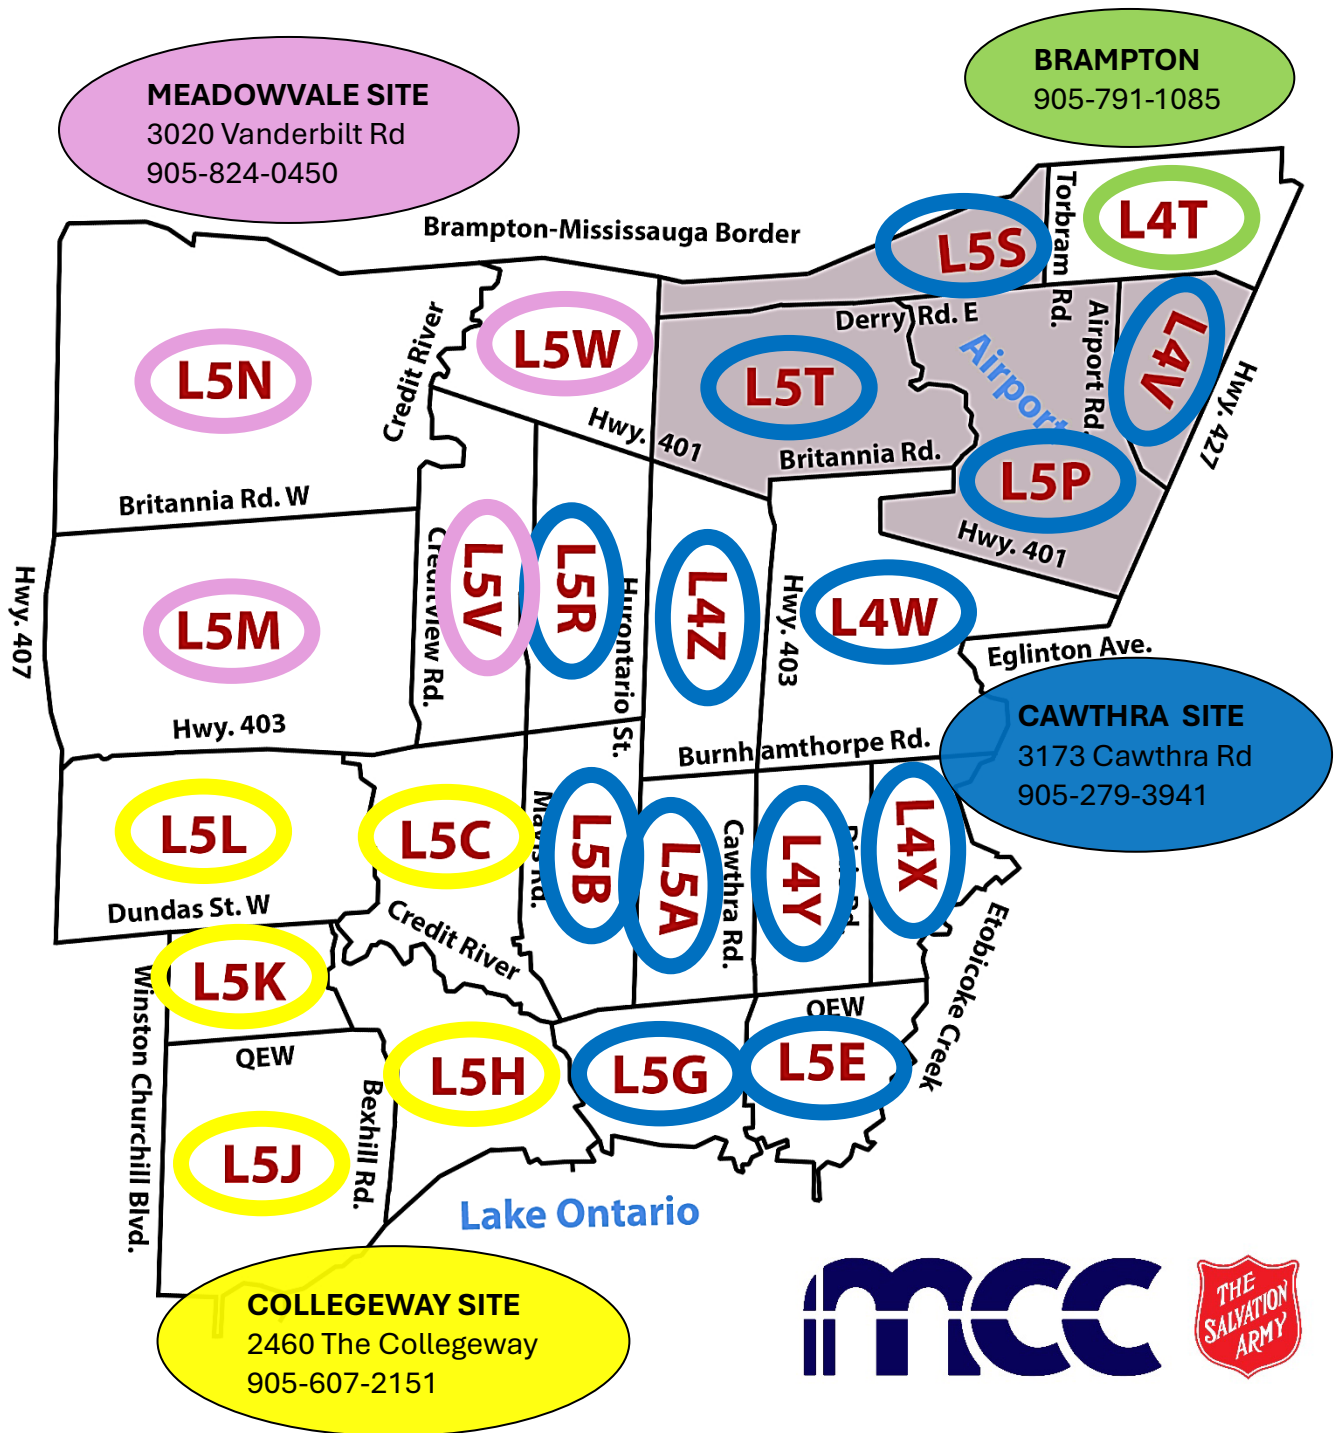 BRAMPTON
905-791-1085
MEADOWVALE SITE
3020 Vanderbilt Rd
905-824-0450
Brampton-Mississauga Border
Torbram Rd.
L4T
L5S
Derry Rd. E
Airport
Airport Rd.
L4V
Hwy. 427
Credit River
L5W
L5N
L5T
Hwy. 401
Britannia Rd.
L5P
Hwy. 401
Britannia Rd. W
Creditview Rd.
L5V
L5R
Hurontario St.
L4Z
Hwy. 403
L4W
Hwy. 407
L5M
Eglinton Ave.
Hwy. 403
Burnhamthorpe Rd.
CAWTHRA SITE
3173 Cawthra Rd
905-279-3941
L5L
L5C
Mavis Rd.
L5B
L5A
Cawthra Rd.
L4Y
Rd.
L4X
Dundas St. W
Credit River
Etobicoke Creek
L5K
Winston Churchill Blvd.
QEW
QEW
L5H
L5G
L5E
Bexhill Rd.
L5J
Lake Ontario
COLLEGEWAY SITE
2460 The Collegeway
905-607-2151
mcc
THE
SALVATION
ARMY